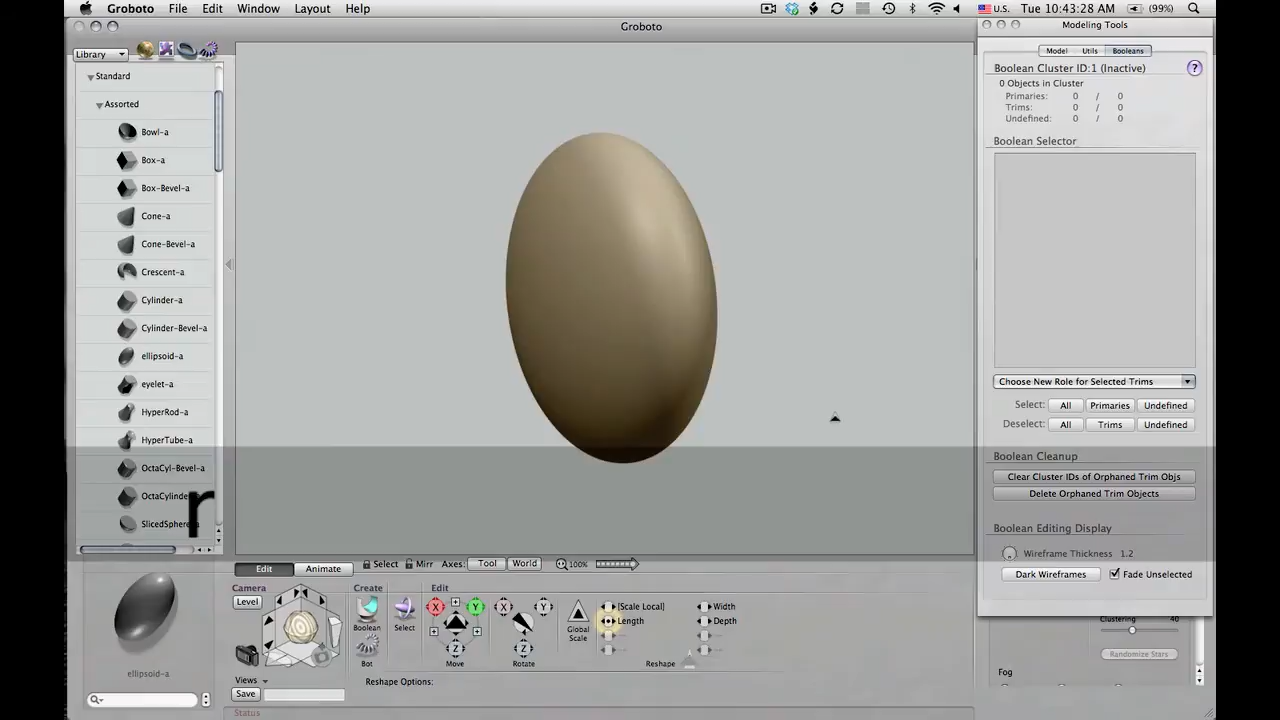 Groboto File Edit Window Layout Help
U.S. Tue 10:43:28 AM (99%)
Groboto
Modeling Tools
Library
Standard
Assorted
Bowl-a
Box-a
Box-Bevel-a
Cone-a
Cone-Bevel-a
Crescent-a
Cylinder-a
Cylinder-Bevel-a
ellipsoid-a
eyelet-a
HyperRod-a
HyperTube-a
OctaCyl-Bevel-a
ellipsoid-a
Model Utils Booleans
Boolean Cluster ID:1 (Inactive) ?
0 Objects in Cluster
Primaries: 0 / 0
Trims: 0 / 0
Undefined: 0 / 0
Boolean Selector
Choose New Role for Selected Trims
Select: All Primaries Undefined
Deselect: All Trims Undefined
Boolean Cleanup
Clear Cluster IDs of Orphaned Trim Objs
Delete Orphaned Trim Objects
Boolean Editing Display
Wireframe Thickness 1.2
Dark Wireframes Fade Unselected
Clustering 40
Randomize Stars
Fog
Edit Animate Select Mirr Axes: Tool World 100%
Camera Create Edit
Level
Boolean Select
Bot
X Y
Z
Move
X Y
Z
Rotate
Global
Scale
[Scale Local] Width
Length Depth
Reshape
Views
Save
Reshape Options:
Status
r